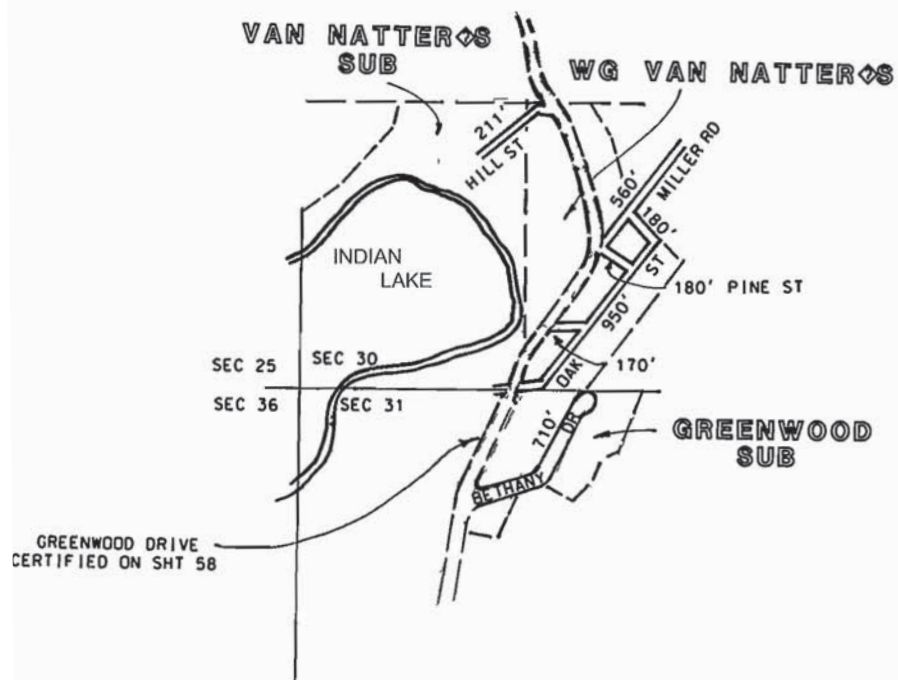 VAN NATTER�S
SUB
WG VAN NATTER�S
211'
HILL ST
560'
MILLER RD
180'
INDIAN
LAKE
ST
180' PINE ST
950'
SEC 25
SEC 30
170'
OAK
SEC 36
SEC 31
710'
DR
GREENWOOD
SUB
BETHANY
GREENWOOD DRIVE
CERTIFIED ON SHT 58